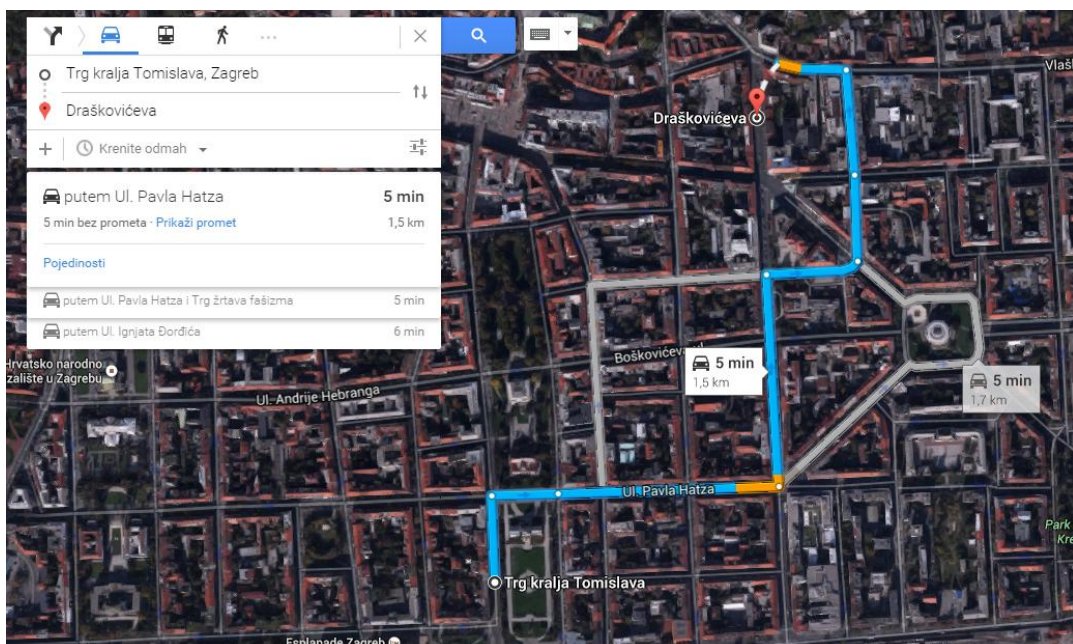 Trg kralja Tomislava, Zagreb
Draškovićeva
Krenite odmah
putem Ul. Pavla Hatza 5 min
5 min bez prometa · Prikaži promet 1,5 km
Pojedinosti
putem Ul. Pavla Hatza i Trg žrtava fašizma 5 min
putem Ul. Ignjata Đorđića 6 min
Vlašk
Draškovićeva
Boškovićeva ul
5 min
1,5 km
5 min
1,7 km
Hrvatsko narodno
zalište u Zagrebu
Ul. Andrije Hebranga
Ul. Pavla Hatza
Park
Kre
Trg kralja Tomislava
Esplanade Zagreb